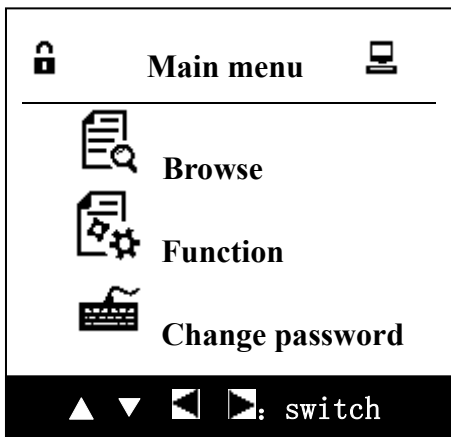 Main menu
Browse
Function
Change password
▲ ▼ ◀ ▶: switch